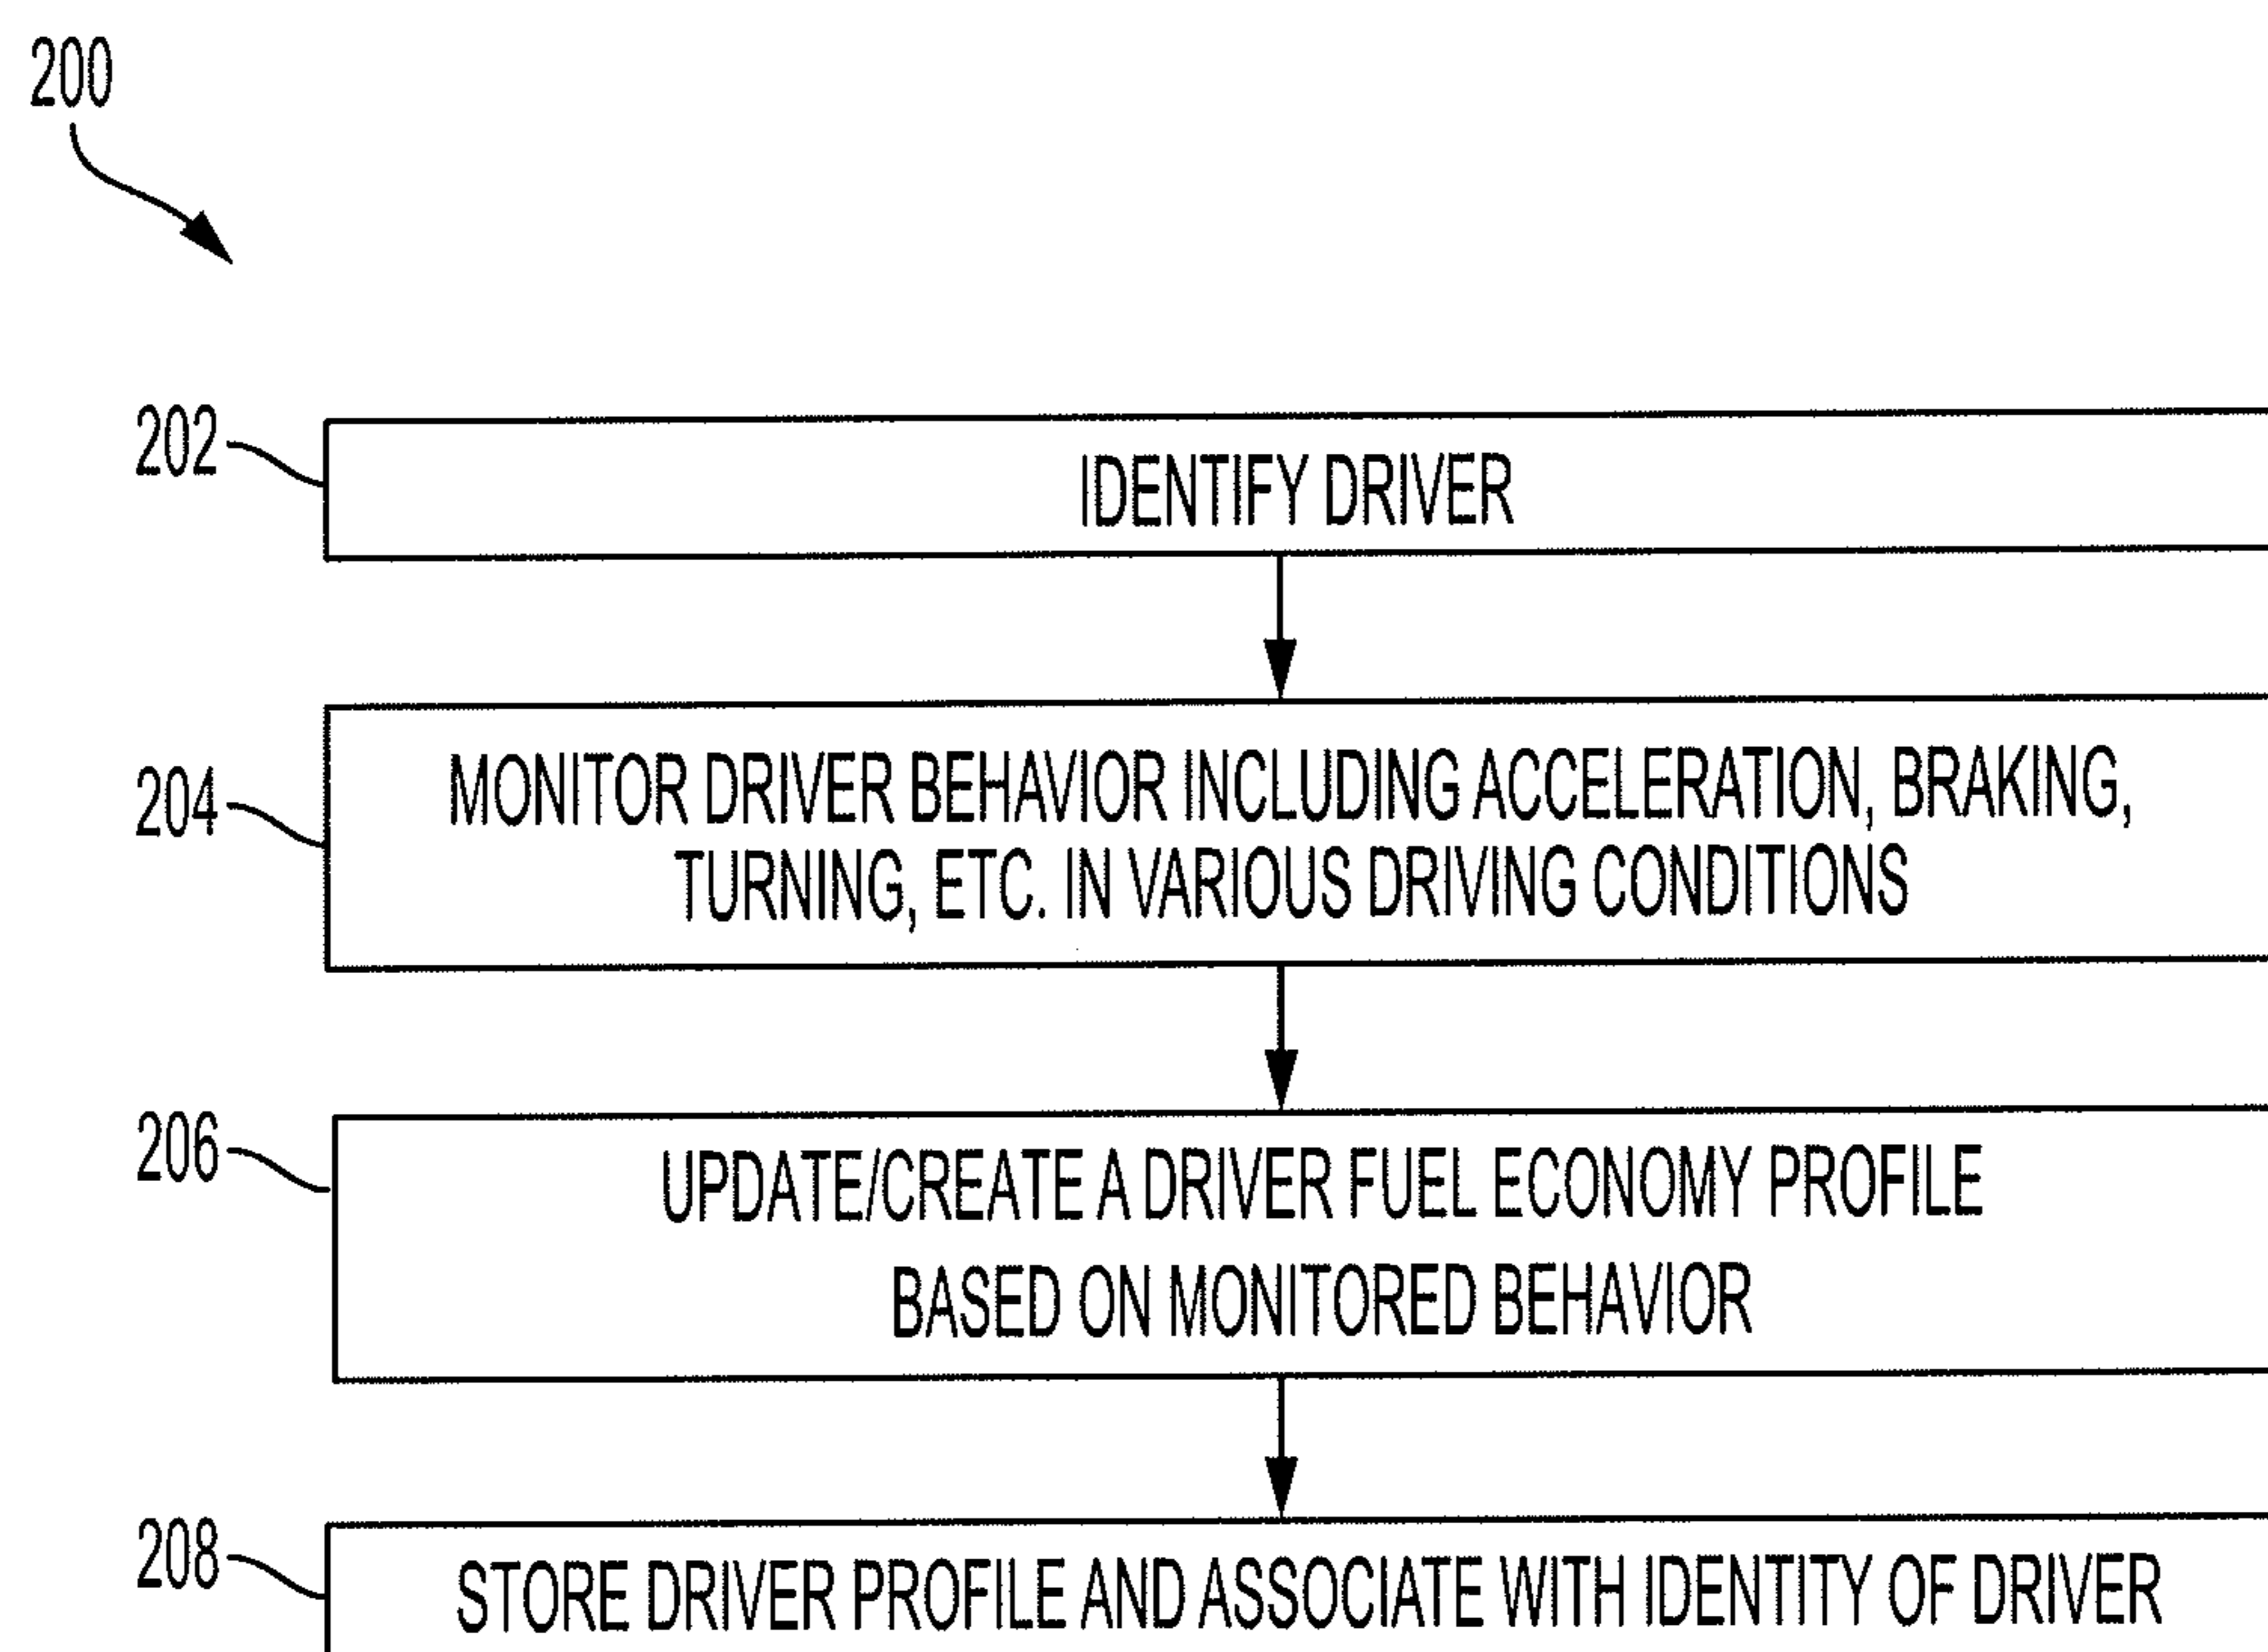 200
202
IDENTIFY DRIVER
204
MONITOR DRIVER BEHAVIOR INCLUDING ACCELERATION, BRAKING,
TURNING, ETC. IN VARIOUS DRIVING CONDITIONS
206
UPDATE/CREATE A DRIVER FUEL ECONOMY PROFILE
BASED ON MONITORED BEHAVIOR
208
STORE DRIVER PROFILE AND ASSOCIATE WITH IDENTITY OF DRIVER